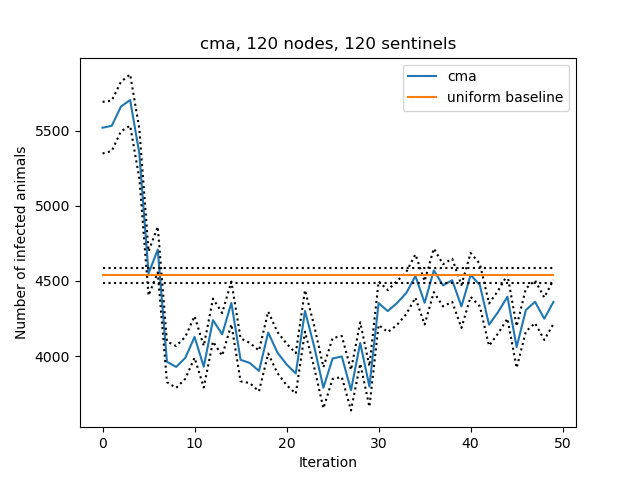 cma, 120 nodes, 120 sentinels
cma
uniform baseline
Number of infected animals
5500
5000
4500
4000
0 10 20 30 40 50
Iteration